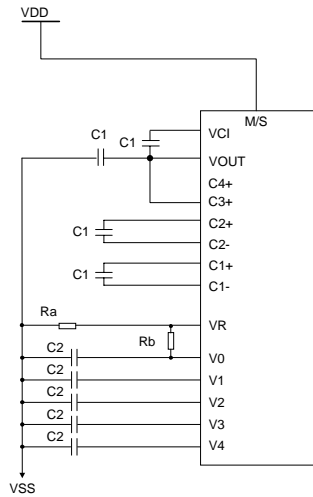 VDD
M/S
VCI
C1
C1
VOUT
C4+
C3+
C2+
C1
C2-
C1+
C1
C1-
Ra
VR
Rb
C2
V0
C2
V1
C2
V2
C2
V3
C2
V4
VSS